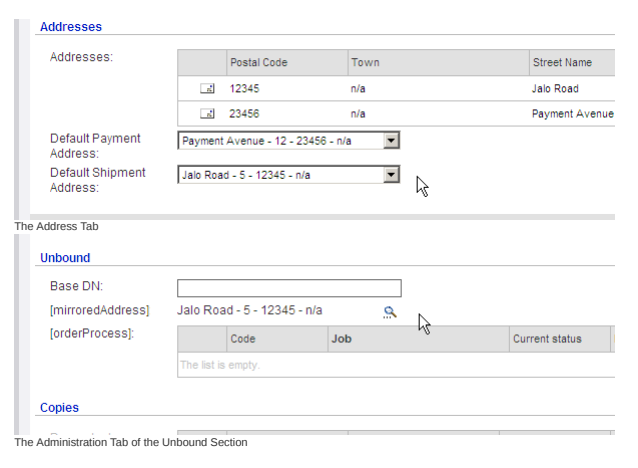 Addresses
Addresses:
Postal Code Town Street Name
12345 n/a Jalo Road
23456 n/a Payment Avenue
Default Payment Address: Payment Avenue - 12 - 23456 - n/a
Default Shipment Address: Jalo Road - 5 - 12345 - n/a
The Address Tab
Unbound
Base DN:
[mirroredAddress] Jalo Road - 5 - 12345 - n/a
[orderProcess]:
Code Job Current status
The list is empty.
Copies
The Administration Tab of the Unbound Section